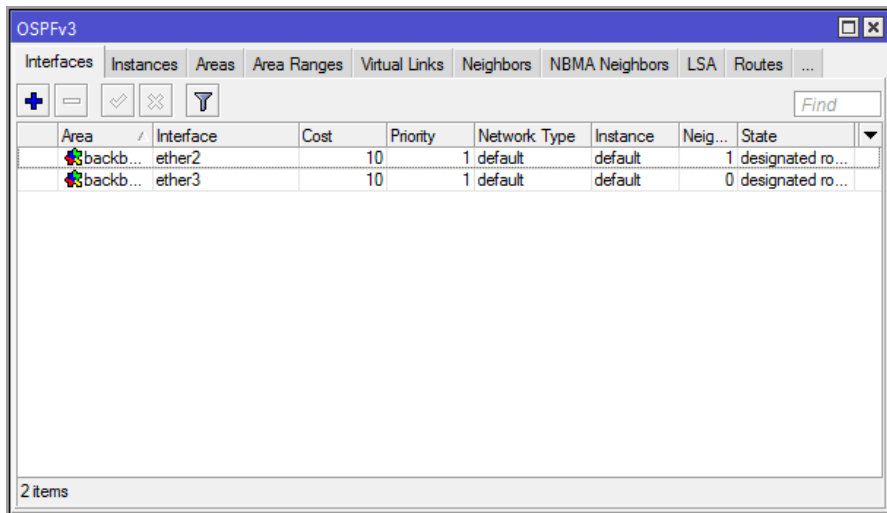 OSPFv3
Interfaces Instances Areas Area Ranges Virtual Links Neighbors NBMA Neighbors LSA Routes ...
Find
Area Interface Cost Priority Network Type Instance Neig... State
backb... ether2 10 1 default default 1 designated ro...
backb... ether3 10 1 default default 0 designated ro...
2 items